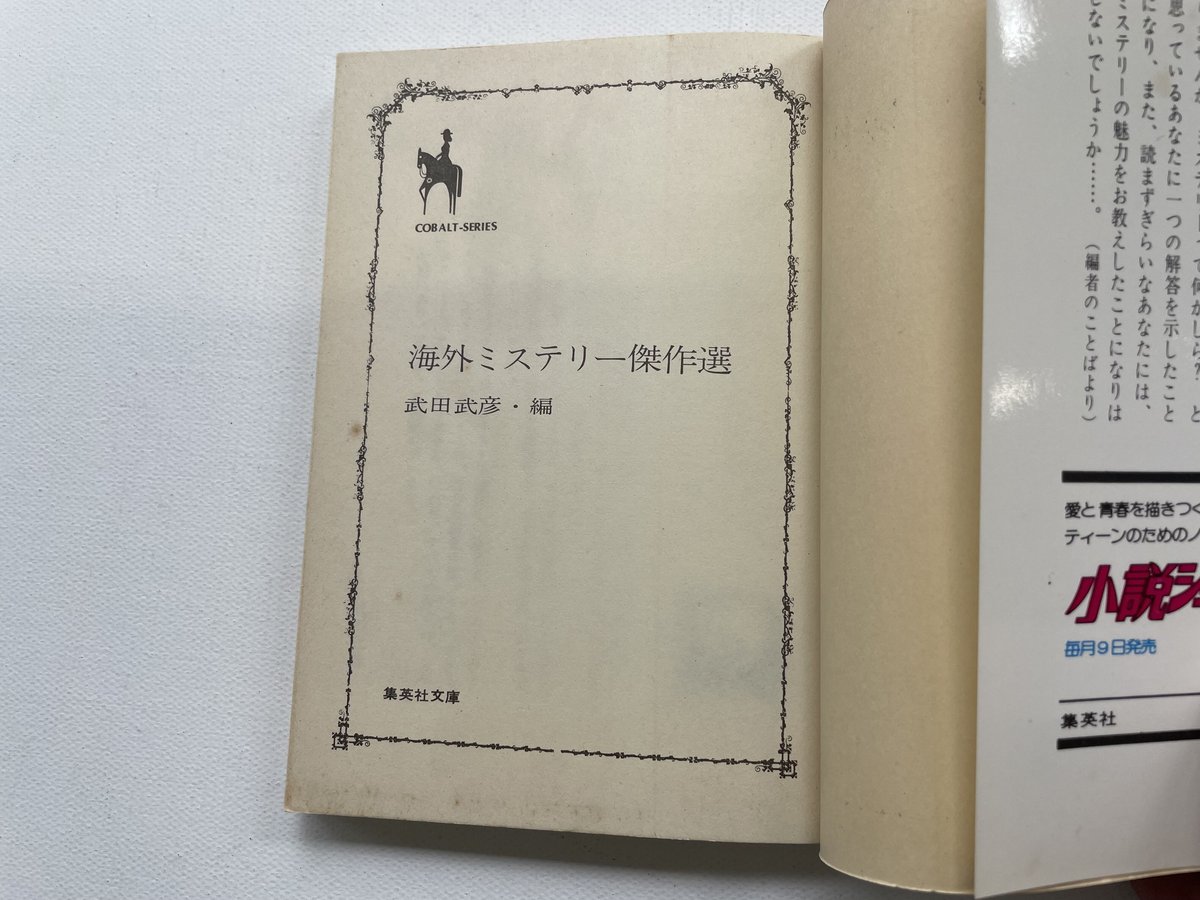 COBALT-SERIES
海外ミステリー傑作選
武田武彦・編
集英社文庫
思っているあなたに一つの解答を示したこと
になり、また、読まずぎらいなあなたには、
ミステリーの魅力をお教えしたことになりは
しないでしょうか……。
(編者のことばより)
愛と青春を描きつ
ティーンのためのノ
小説ジュ
毎月9日発売
集英社